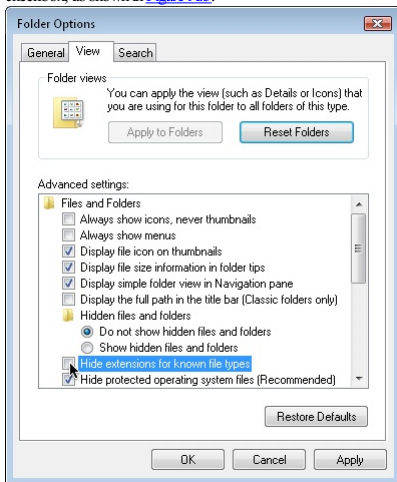 Folder Options
General View Search
Folder views
You can apply the view (such as Details or Icons) that
you are using for this folder to all folders of this type.
Apply to Folders Reset Folders
Advanced settings:
Files and Folders
Always show icons, never thumbnails
Always show menus
Display file icon on thumbnails
Display file size information in folder tips
Display simple folder view in Navigation pane
Display the full path in the title bar (Classic folders only)
Hidden files and folders
Do not show hidden files and folders
Show hidden files and folders
Hide extensions for known file types
Hide protected operating system files (Recommended)
Restore Defaults
OK Cancel Apply